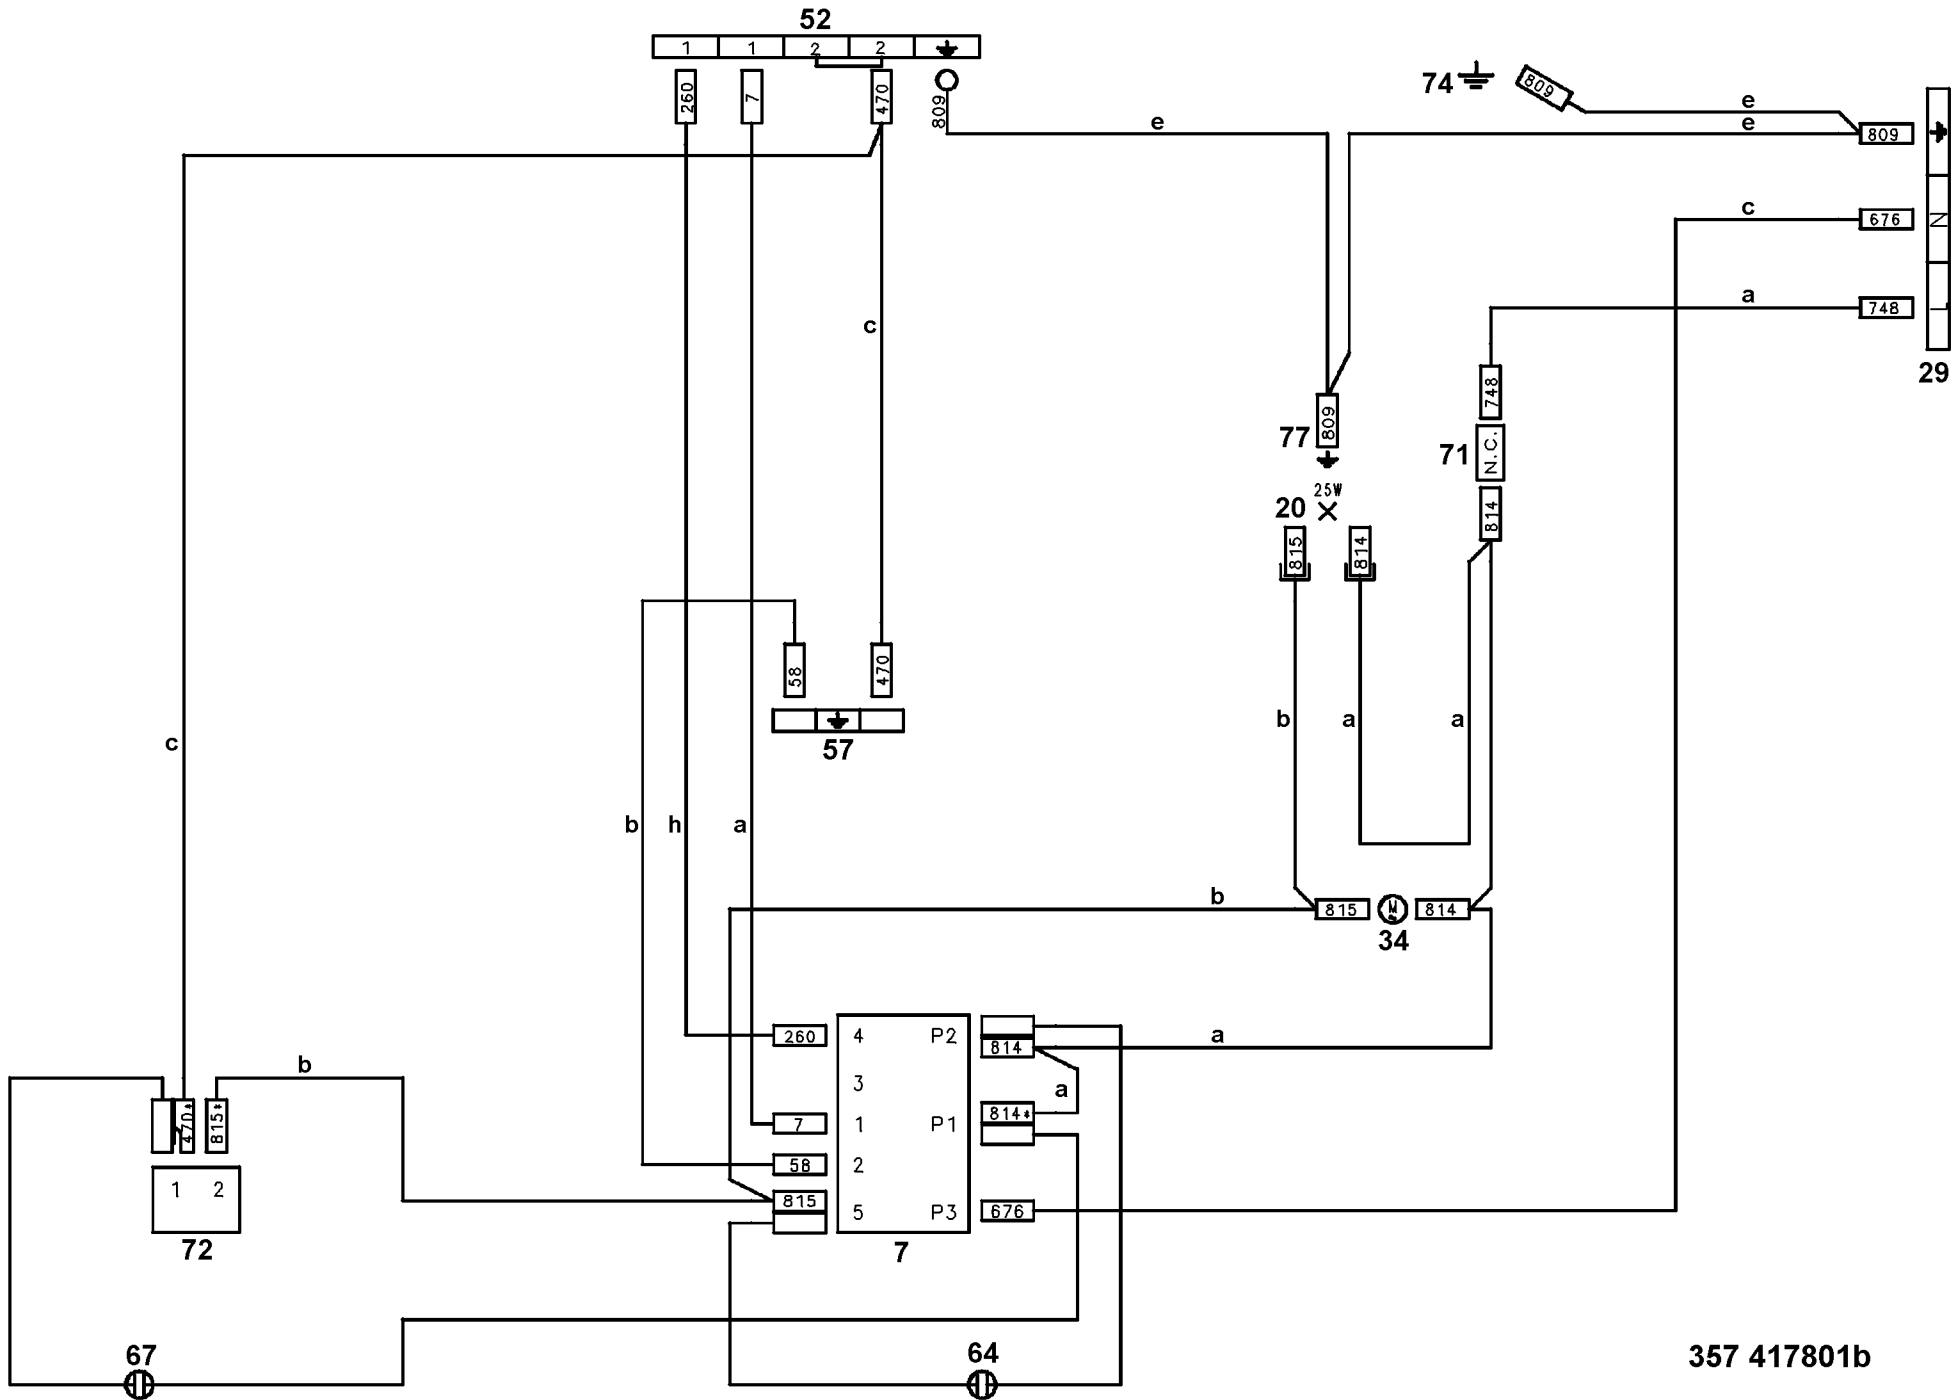 52
1 1 2 2
260 7 470 809
74 809
e
e e
809
c
676 N
a
748 L
29
c
748
809
77
71 N.C.
25W
20
815 814 814
58 470
57
b a a
c
b h a
b
815 M 814
34
260 4 P2
814
a
3
a
814*
7 1 P1
58 2
815
5 P3 676
7
b
470* 815*
1 2
72
67
64
357 417801b